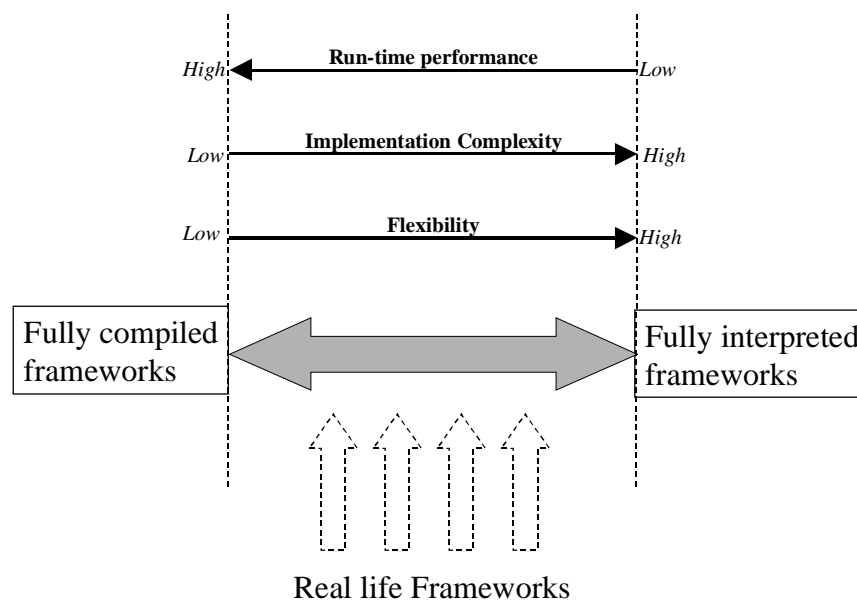 Run-time performance
High
Low
Implementation Complexity
Low
High
Flexibility
Low
High
Fully compiled
frameworks
Fully interpreted
frameworks
Real life Frameworks